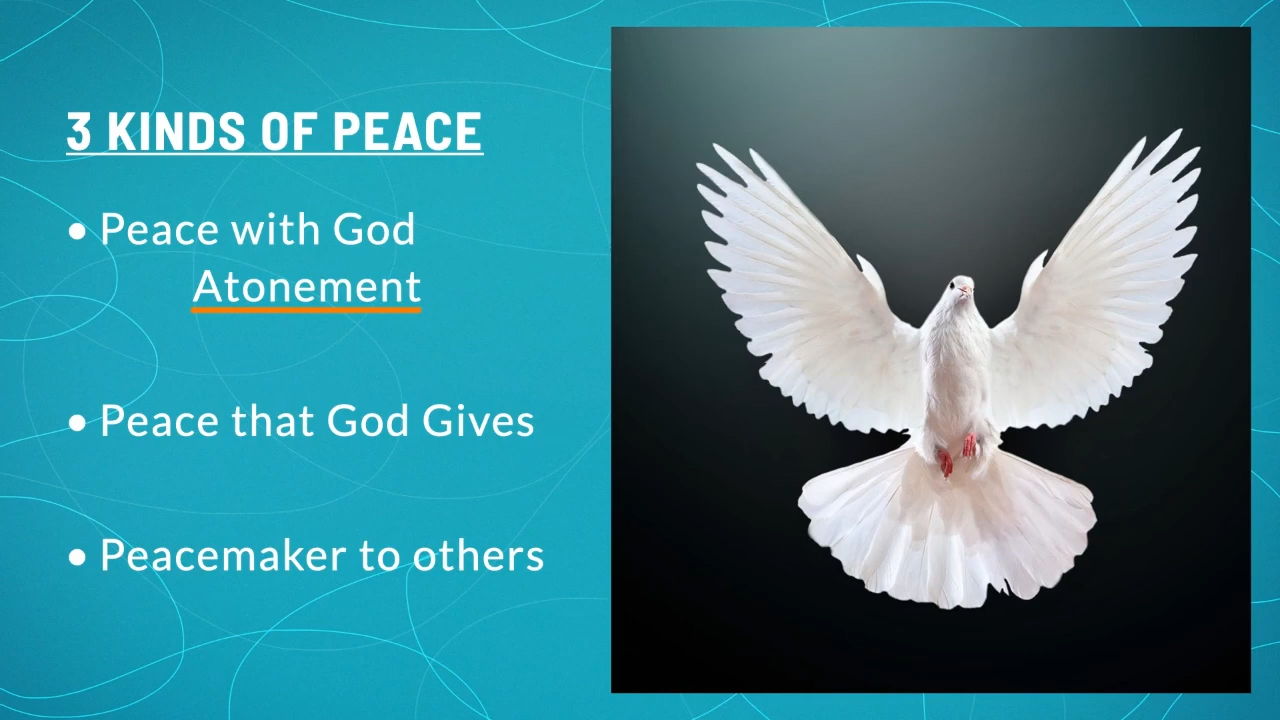 3 KINDS OF PEACE
• Peace with God
Atonement
• Peace that God Gives
• Peacemaker to others